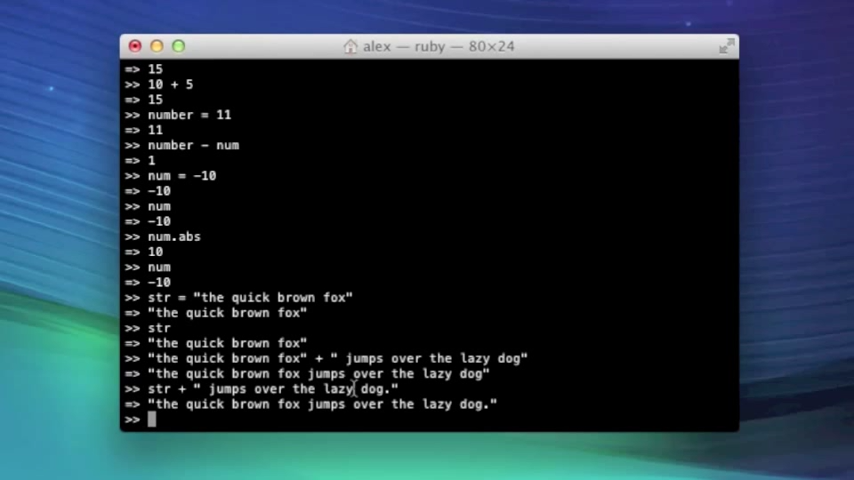 alex — ruby — 80×24
=> 15
>> 10 + 5
=> 15
>> number = 11
=> 11
>> number - num
=> 1
>> num = -10
=> -10
>> num
=> -10
>> num.abs
=> 10
>> num
=> -10
>> str = "the quick brown fox"
=> "the quick brown fox"
>> str
=> "the quick brown fox"
>> "the quick brown fox" + " jumps over the lazy dog"
=> "the quick brown fox jumps over the lazy dog"
>> str + " jumps over the lazy dog."
=> "the quick brown fox jumps over the lazy dog."
>>